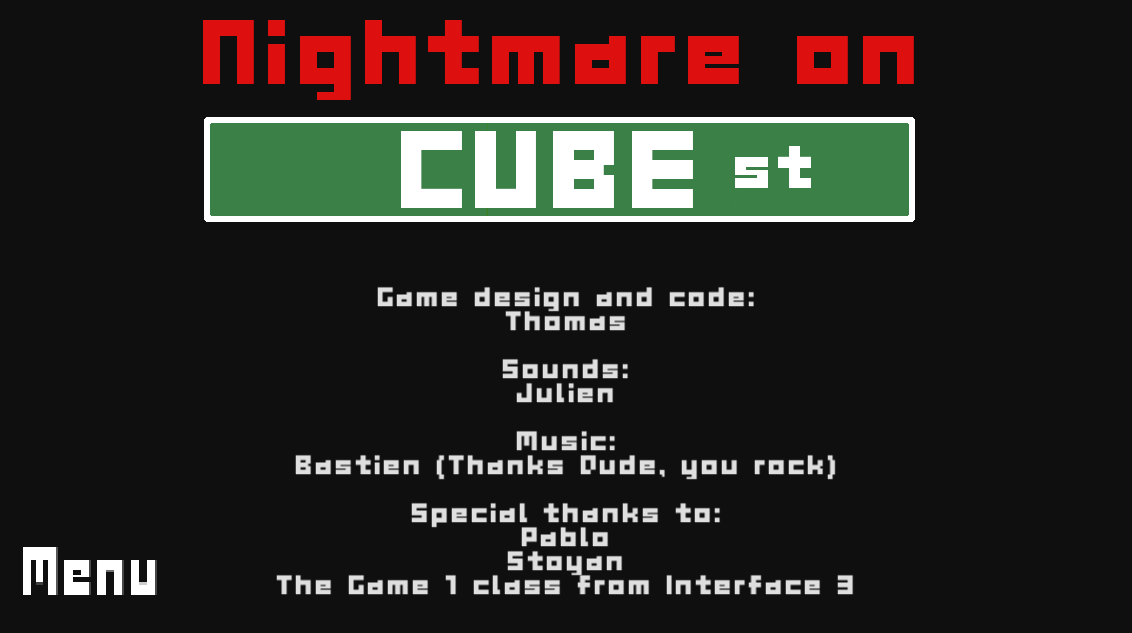 Nightmare on
CUBE st
Game design and code:
Thomas
Sounds:
Julien
Music:
Bastien (Thanks Dude, you rock)
Special thanks to:
Pablo
Stoyan
The Game 1 class from Interface 3
Menu